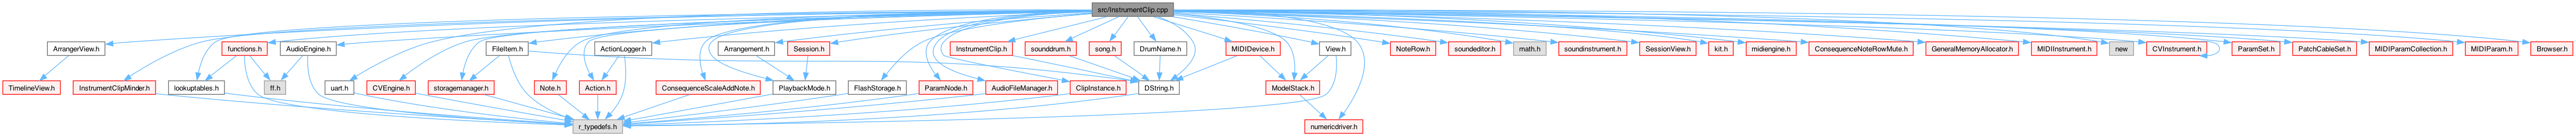 src/InstrumentClip.cpp
ArrangerView.h
functions.h
AudioEngine.h
FileItem.h
ActionLogger.h
Arrangement.h
Session.h
InstrumentClip.h
sounddrum.h
song.h
DrumName.h
MIDIDevice.h
View.h
NoteRow.h
soundeditor.h
math.h
soundinstrument.h
SessionView.h
kit.h
midiengine.h
ConsequenceNoteRowMute.h
GeneralMemoryAllocator.h
MIDIInstrument.h
new
CVInstrument.h
ParamSet.h
PatchCableSet.h
MIDIParamCollection.h
MIDIParam.h
Browser.h
TimelineView.h
InstrumentClipMinder.h
lookuptables.h
ff.h
uart.h
CVEngine.h
storagemanager.h
Note.h
Action.h
ConsequenceScaleAddNote.h
PlaybackMode.h
FlashStorage.h
ParamNode.h
AudioFileManager.h
ClipInstance.h
DString.h
ModelStack.h
r_typedefs.h
numericdriver.h